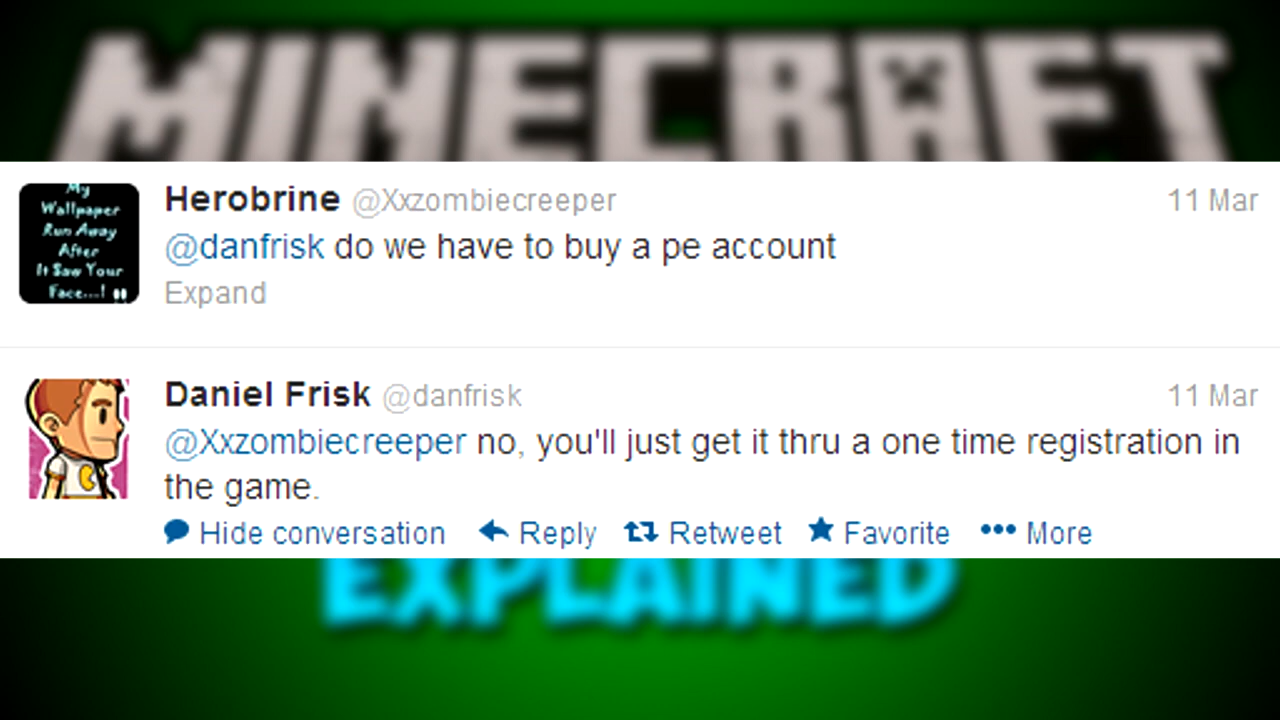 MINECRAFT
My
Wallpaper
Run Away
After
It Saw Your
Face...!
Herobrine @Xxzombiecreeper 11 Mar
@danfrisk do we have to buy a pe account
Expand
Daniel Frisk @danfrisk 11 Mar
@Xxzombiecreeper no, you'll just get it thru a one time registration in
the game.
Hide conversation Reply Retweet Favorite More
EXPLAINED